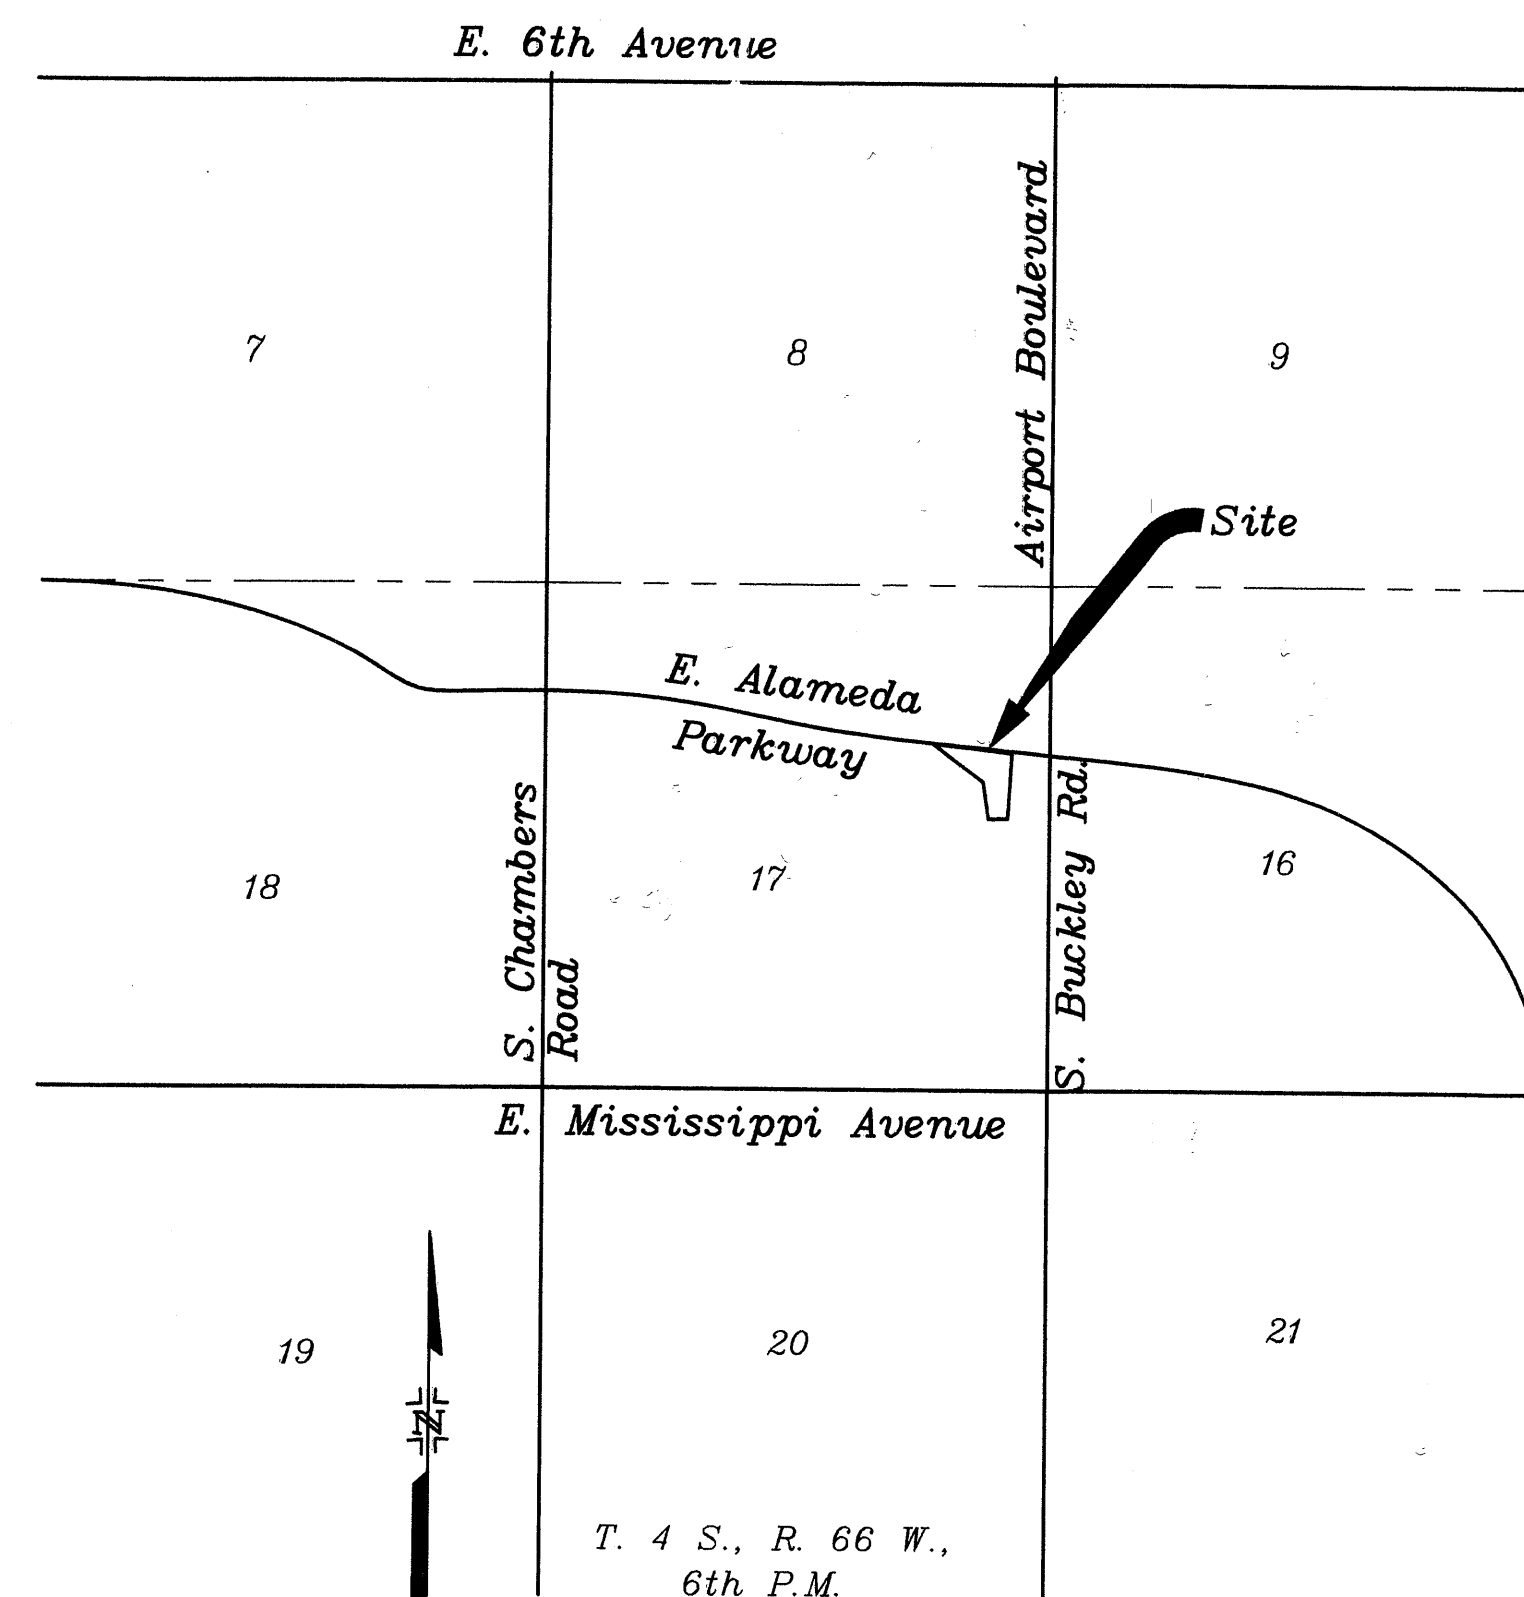 E. 6th Avenue
Airport Boulevard
7
8
9
Site
E. Alameda
Parkway
S. Chambers
Road
S. Buckley Rd.
18
17
16
E. Mississippi Avenue
19
20
21
N
T. 4 S., R. 66 W.,
6th P.M.